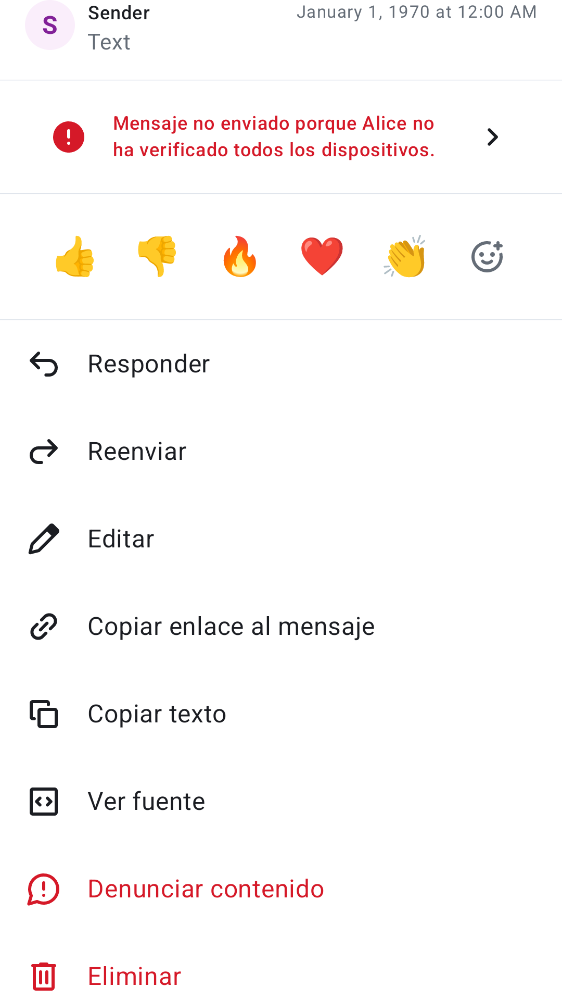 S
Sender
January 1, 1970 at 12:00 AM
Text
Mensaje no enviado porque Alice no
ha verificado todos los dispositivos.
Responder
Reenviar
Editar
Copiar enlace al mensaje
Copiar texto
Ver fuente
Denunciar contenido
Eliminar